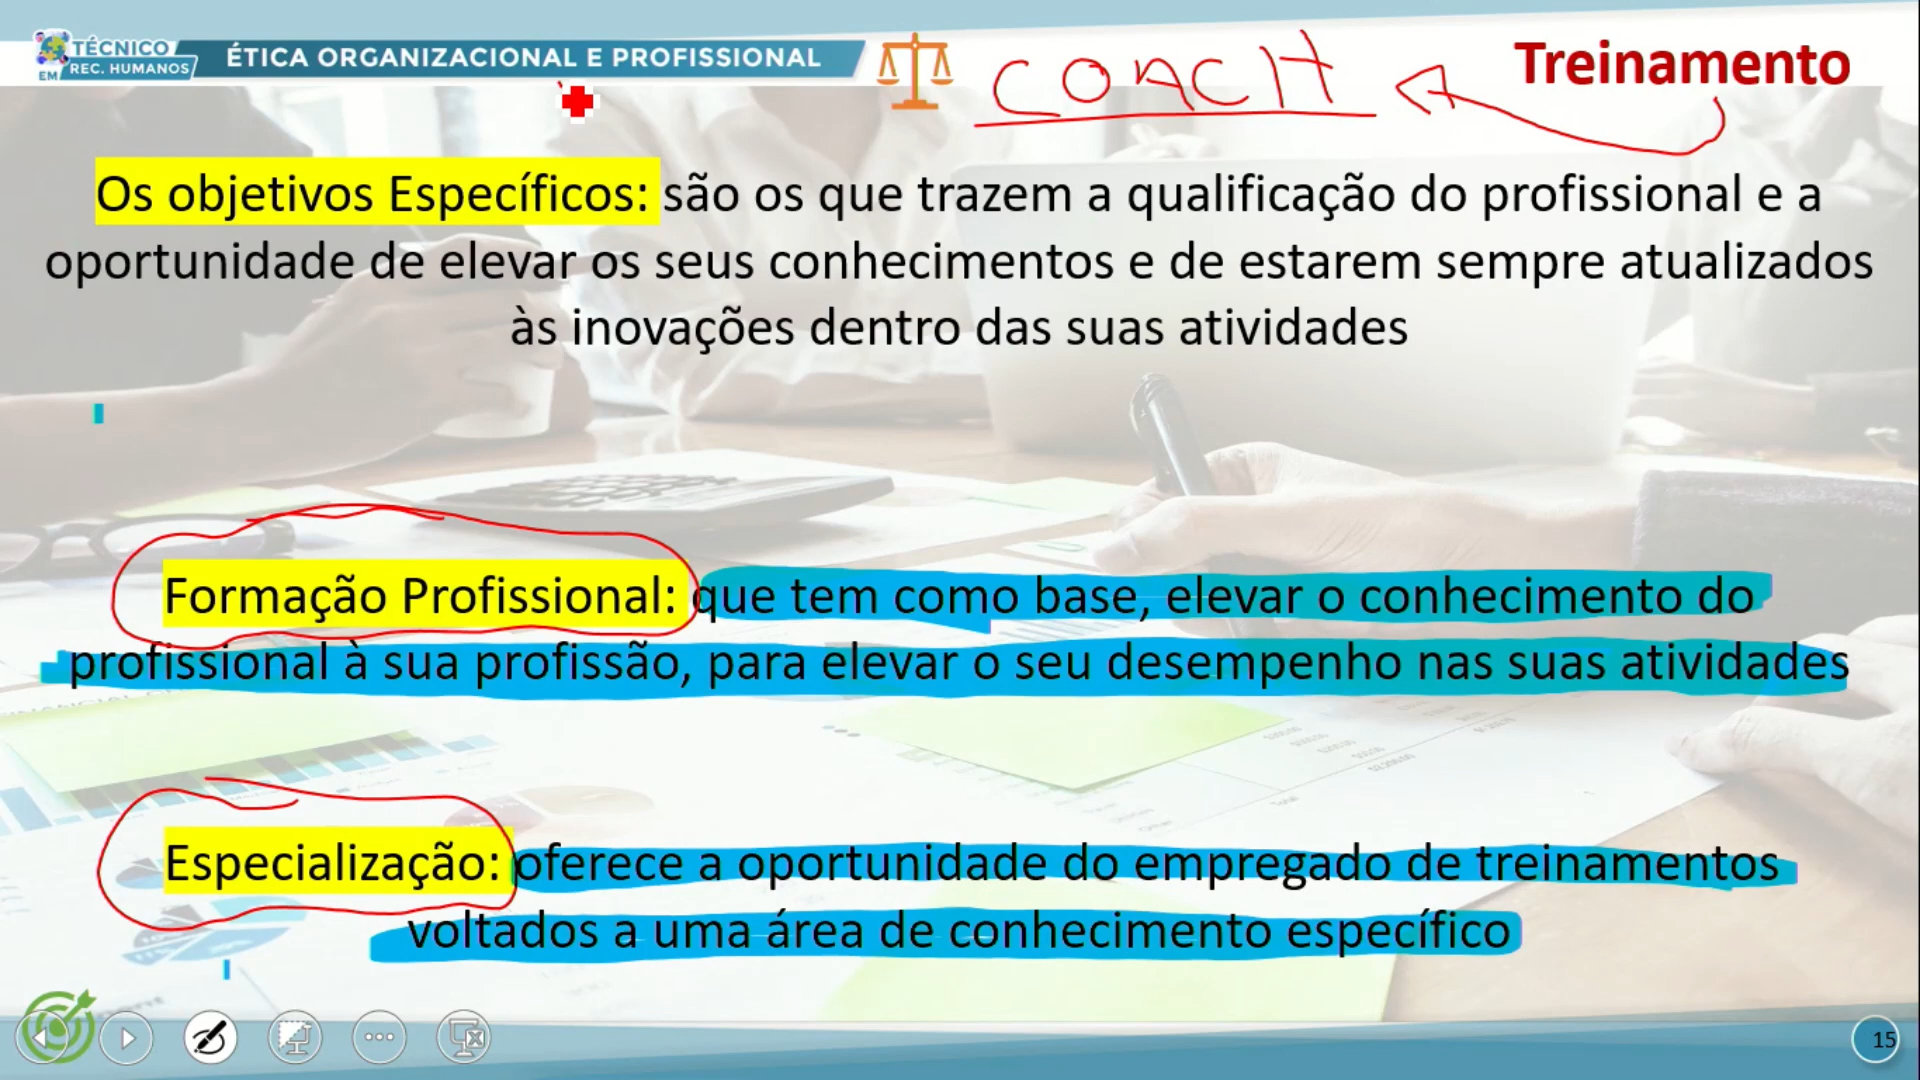 TÉCNICO
EM REC. HUMANOS
ÉTICA ORGANIZACIONAL E PROFISSIONAL
COACH
Treinamento
Os objetivos Específicos: são os que trazem a qualificação do profissional e a
oportunidade de elevar os seus conhecimentos e de estarem sempre atualizados
às inovações dentro das suas atividades
Formação Profissional: que tem como base, elevar o conhecimento do
profissional à sua profissão, para elevar o seu desempenho nas suas atividades
Especialização: oferece a oportunidade do empregado de treinamentos
voltados a uma área de conhecimento específico
15